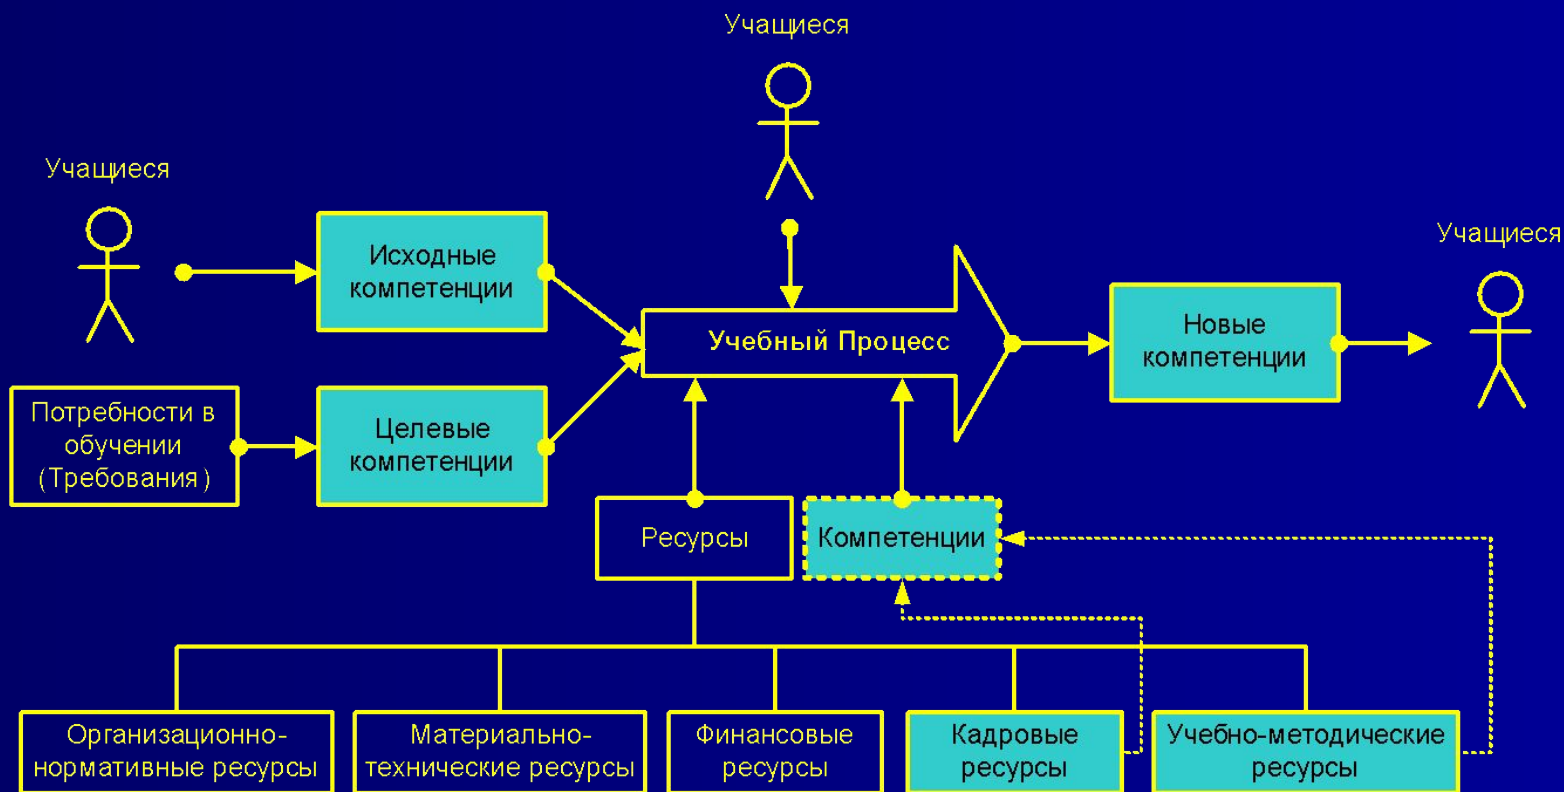 Учащиеся
Учащиеся
Учащиеся
Исходные
компетенции
Учебный Процесс
Новые
компетенции
Потребности в
обучении
(Требования)
Целевые
компетенции
Ресурсы
Компетенции
Организационно-
нормативные ресурсы
Материально-
технические ресурсы
Финансовые
ресурсы
Кадровые
ресурсы
Учебно-методические
ресурсы